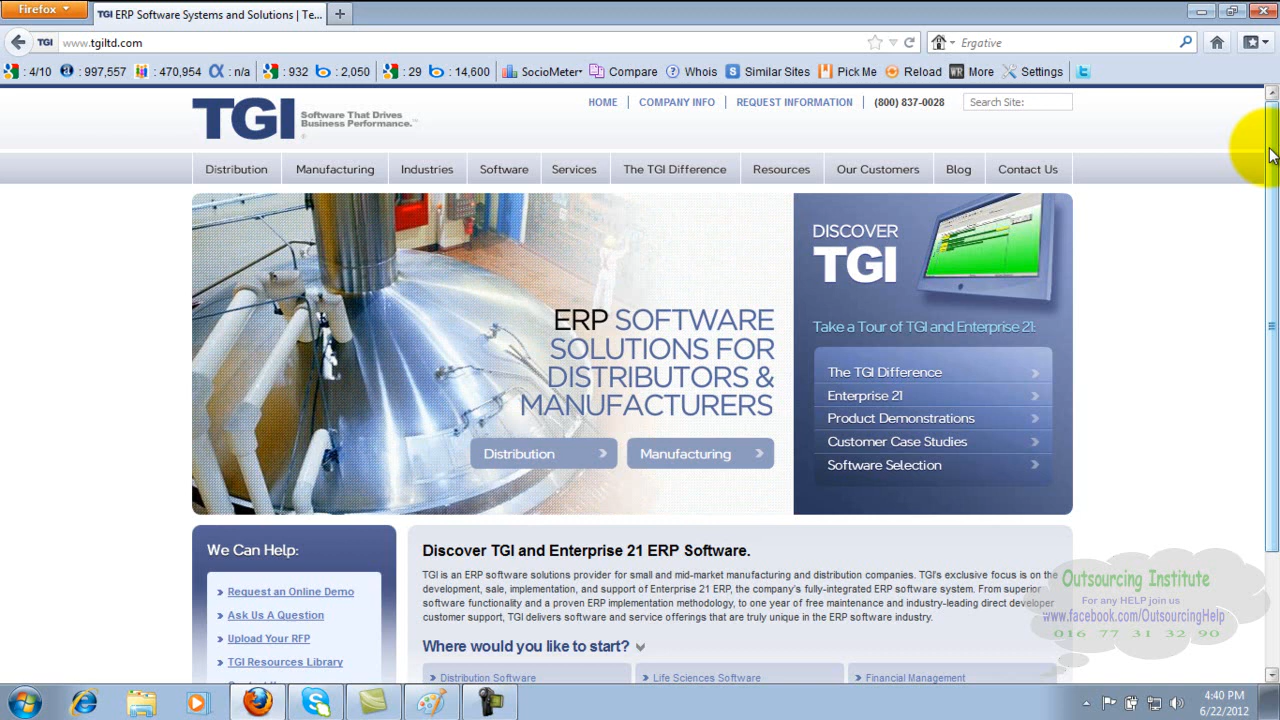 Firefox
TGI ERP Software Systems and Solutions | Te...
TGI www.tgiltd.com
Ergative
: 4/10 : 997,557 : 470,954 : n/a : 932 : 2,050 : 29 : 14,600 SocioMeter Compare Whois Similar Sites Pick Me Reload WR More Settings
HOME | COMPANY INFO | REQUEST INFORMATION | (800) 837-0028 Search Site:
TGI Software That Drives
Business Performance.™
Distribution Manufacturing Industries Software Services The TGI Difference Resources Our Customers Blog Contact Us
ERP SOFTWARE
SOLUTIONS FOR
DISTRIBUTORS &
MANUFACTURERS
Distribution Manufacturing
DISCOVER
TGI
Take a Tour of TGI and Enterprise 21:
The TGI Difference
Enterprise 21
Product Demonstrations
Customer Case Studies
Software Selection
We Can Help:
Request an Online Demo
Ask Us A Question
Upload Your RFP
TGI Resources Library
Discover TGI and Enterprise 21 ERP Software.
TGI is an ERP software solutions provider for small and mid-market manufacturing and distribution companies. TGI's exclusive focus is on the
development, sale, implementation, and support of Enterprise 21 ERP, the company's fully-integrated ERP software system. From superior
software functionality and a proven ERP implementation methodology, to one year of free maintenance and industry-leading direct developer
customer support, TGI delivers software and service offerings that are truly unique in the ERP software industry.
Where would you like to start?
Distribution Software Life Sciences Software Financial Management
Outsourcing Institute
For any HELP join us
www.facebook.com/OutsourcingHelp
016 77 31 32 90
4:40 PM
6/22/2012